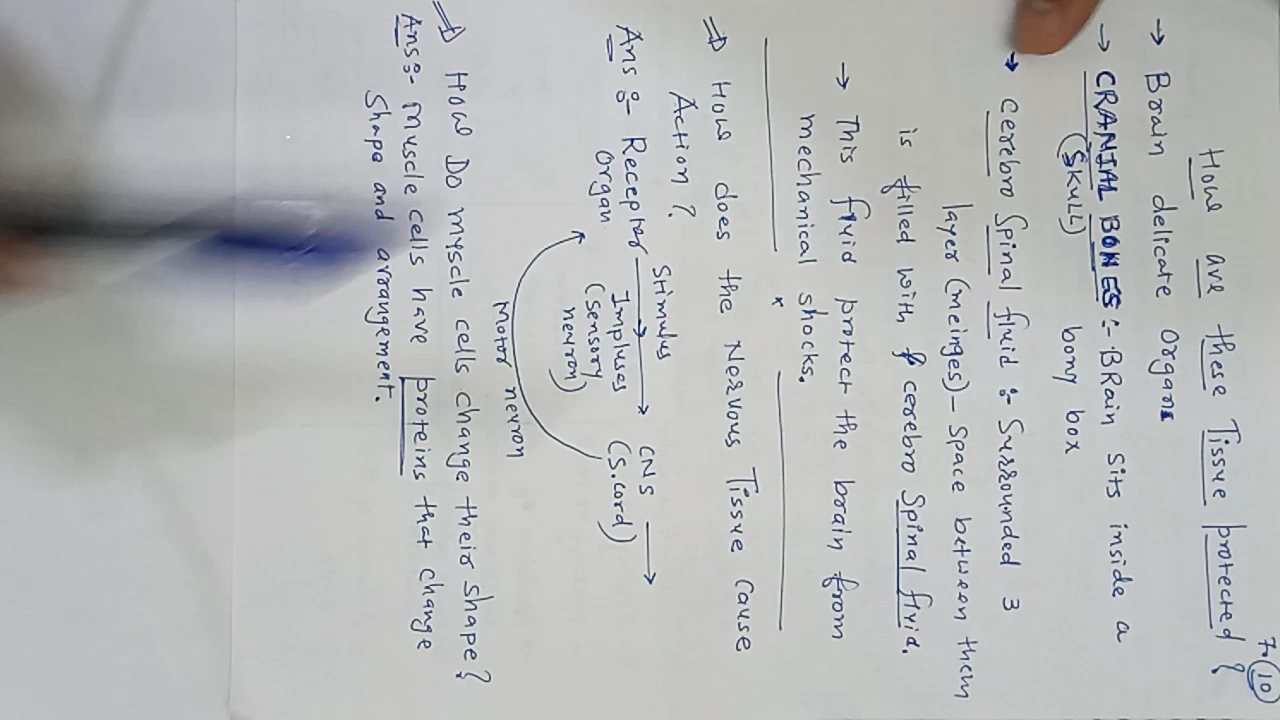 7.(10)
How are these Tissue protected ?
→ Brain delicate organs
→ CRANIAL BONES :- BRain sits inside a
(Skull) bony box
→ Cerebro Spinal fluid :- Surrounded 3
layer (meinges) - Space between them
is filled with cerebro Spinal fluid.
→ This fluid protect the brain from
mechanical shocks.
x
⇒ How does the Nervous Tissue cause
Action ?
Ans :- Receptor Stimulus CNS →
Organ Impluses (S.cord)
(sensory
neuron)
Motor neuron
⇒ How Do muscle cells change their shape ?
Ans :- muscle cells have proteins that change
Shape and arrangement.